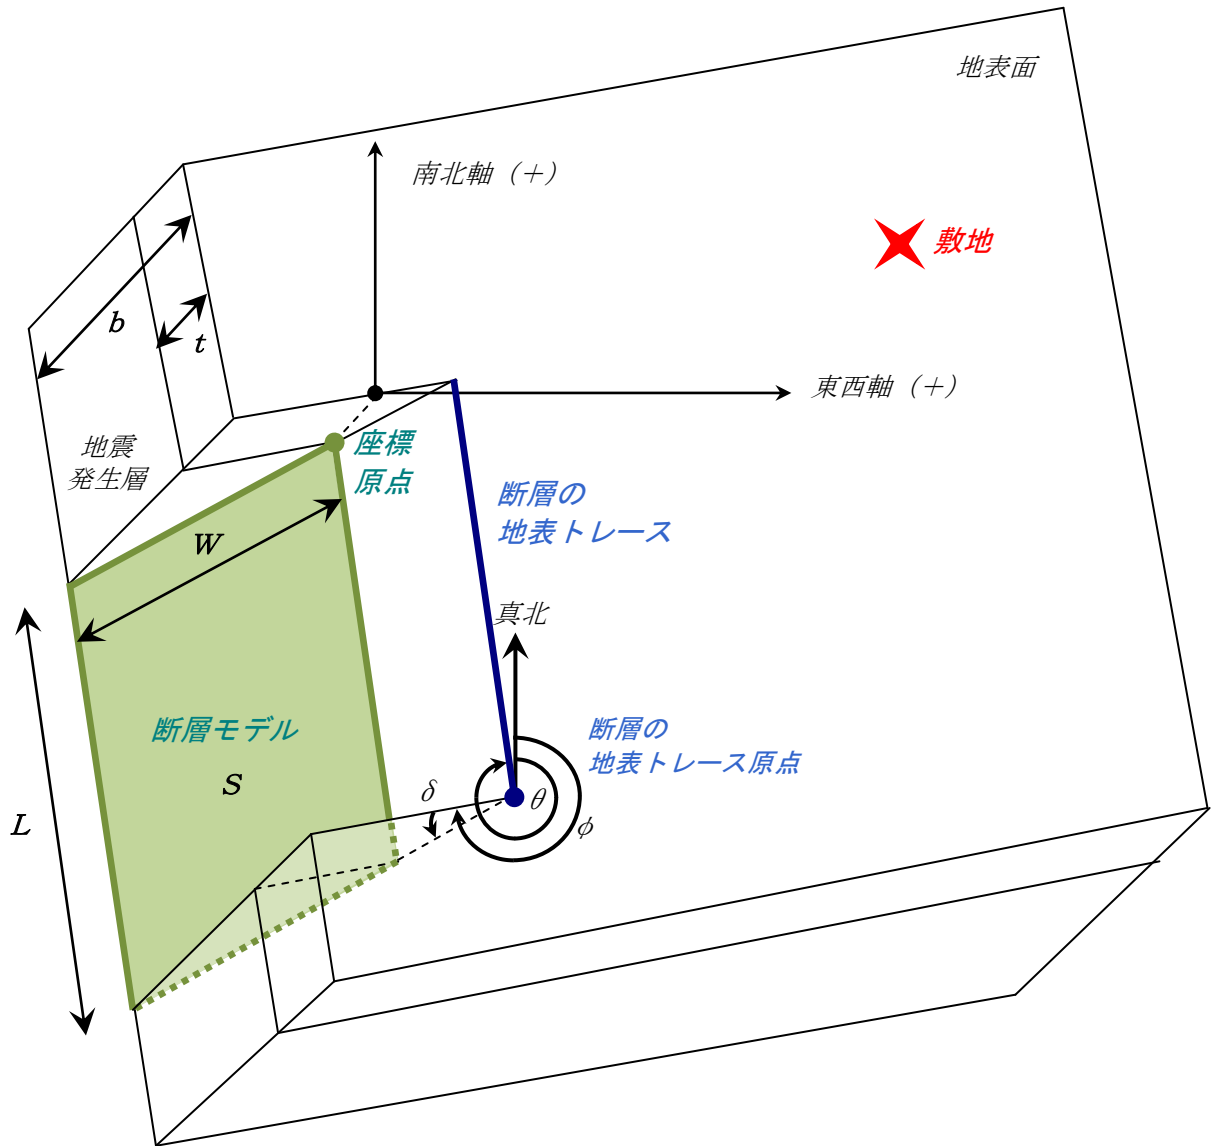 地表面
南北軸（＋）
敷地
b
t
東西軸（＋）
地震
発生層
座標
原点
断層の
地表トレース
W
真北
断層モデル
S
断層の
地表トレース原点
δ
θ
φ
L